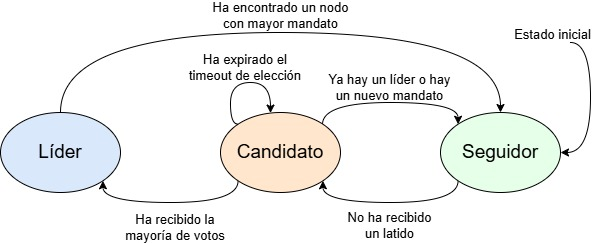 Ha encontrado un nodo
con mayor mandato
Estado inicial
Ha expirado el
timeout de elección
Ya hay un líder o hay
un nuevo mandato
Líder
Candidato
Seguidor
Ha recibido la
mayoría de votos
No ha recibido
un latido